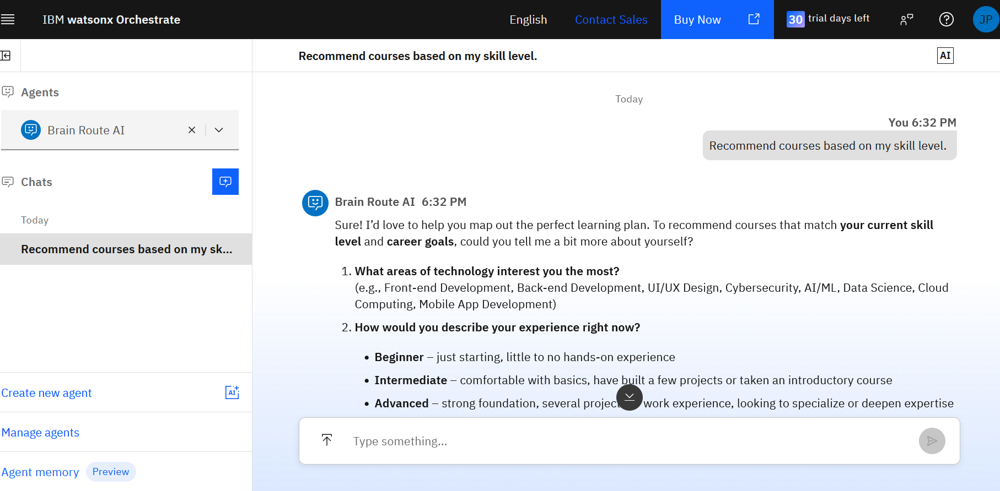 IBM watsonx Orchestrate
English
Contact Sales
Buy Now
30 trial days left
JP
Recommend courses based on my skill level.
AI
Agents
Brain Route AI
Chats
Today
Recommend courses based on my sk...
Create new agent
AI
Manage agents
Agent memory
Preview
Today
You 6:32 PM
Recommend courses based on my skill level.
Brain Route AI 6:32 PM
Sure! I’d love to help you map out the perfect learning plan. To recommend courses that match your current skill
level and career goals, could you tell me a bit more about yourself?
1. What areas of technology interest you the most?
(e.g., Front-end Development, Back-end Development, UI/UX Design, Cybersecurity, AI/ML, Data Science, Cloud
Computing, Mobile App Development)
2. How would you describe your experience right now?
• Beginner – just starting, little to no hands-on experience
• Intermediate – comfortable with basics, have built a few projects or taken an introductory course
• Advanced – strong foundation, several work experience, looking to specialize or deepen expertise
Type something...